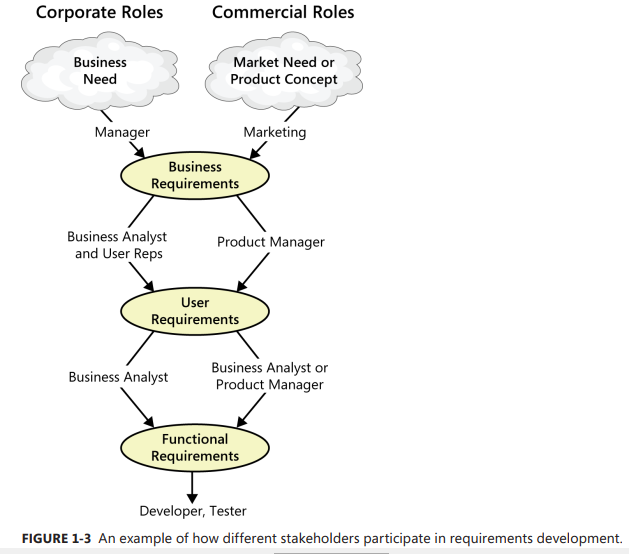 Corporate Roles
Commercial Roles
Business
Need
Market Need or
Product Concept
Manager
Marketing
Business
Requirements
Business Analyst
and User Reps
Product Manager
User
Requirements
Business Analyst
Business Analyst or
Product Manager
Functional
Requirements
Developer, Tester
FIGURE 1-3 An example of how different stakeholders participate in requirements development.